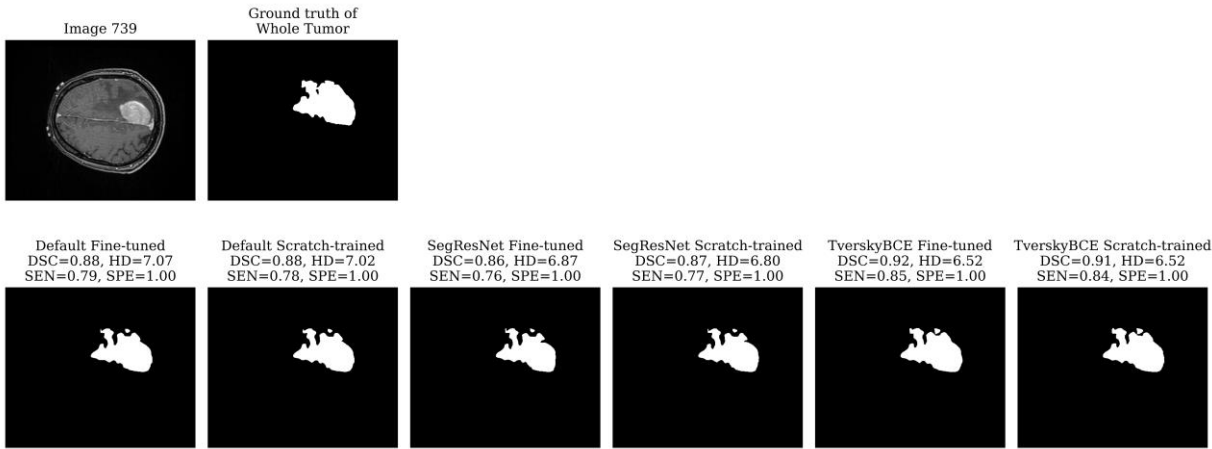 Image 739
Ground truth of
Whole Tumor
Default Fine-tuned
DSC=0.88, HD=7.07
SEN=0.79, SPE=1.00
Default Scratch-trained
DSC=0.88, HD=7.02
SEN=0.78, SPE=1.00
SegResNet Fine-tuned
DSC=0.86, HD=6.87
SEN=0.76, SPE=1.00
SegResNet Scratch-trained
DSC=0.87, HD=6.80
SEN=0.77, SPE=1.00
TverskyBCE Fine-tuned
DSC=0.92, HD=6.52
SEN=0.85, SPE=1.00
TverskyBCE Scratch-trained
DSC=0.91, HD=6.52
SEN=0.84, SPE=1.00